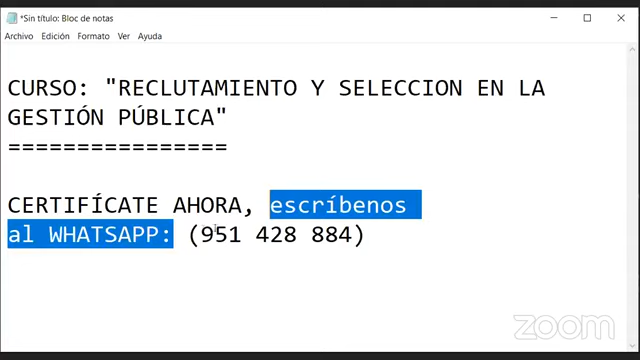 *Sin título: Bloc de notas
Archivo Edición Formato Ver Ayuda
CURSO: "RECLUTAMIENTO Y SELECCION EN LA
GESTIÓN PÚBLICA"
================
CERTIFÍCATE AHORA, escríbenos
al WHATSAPP: (951 428 884)
zoom